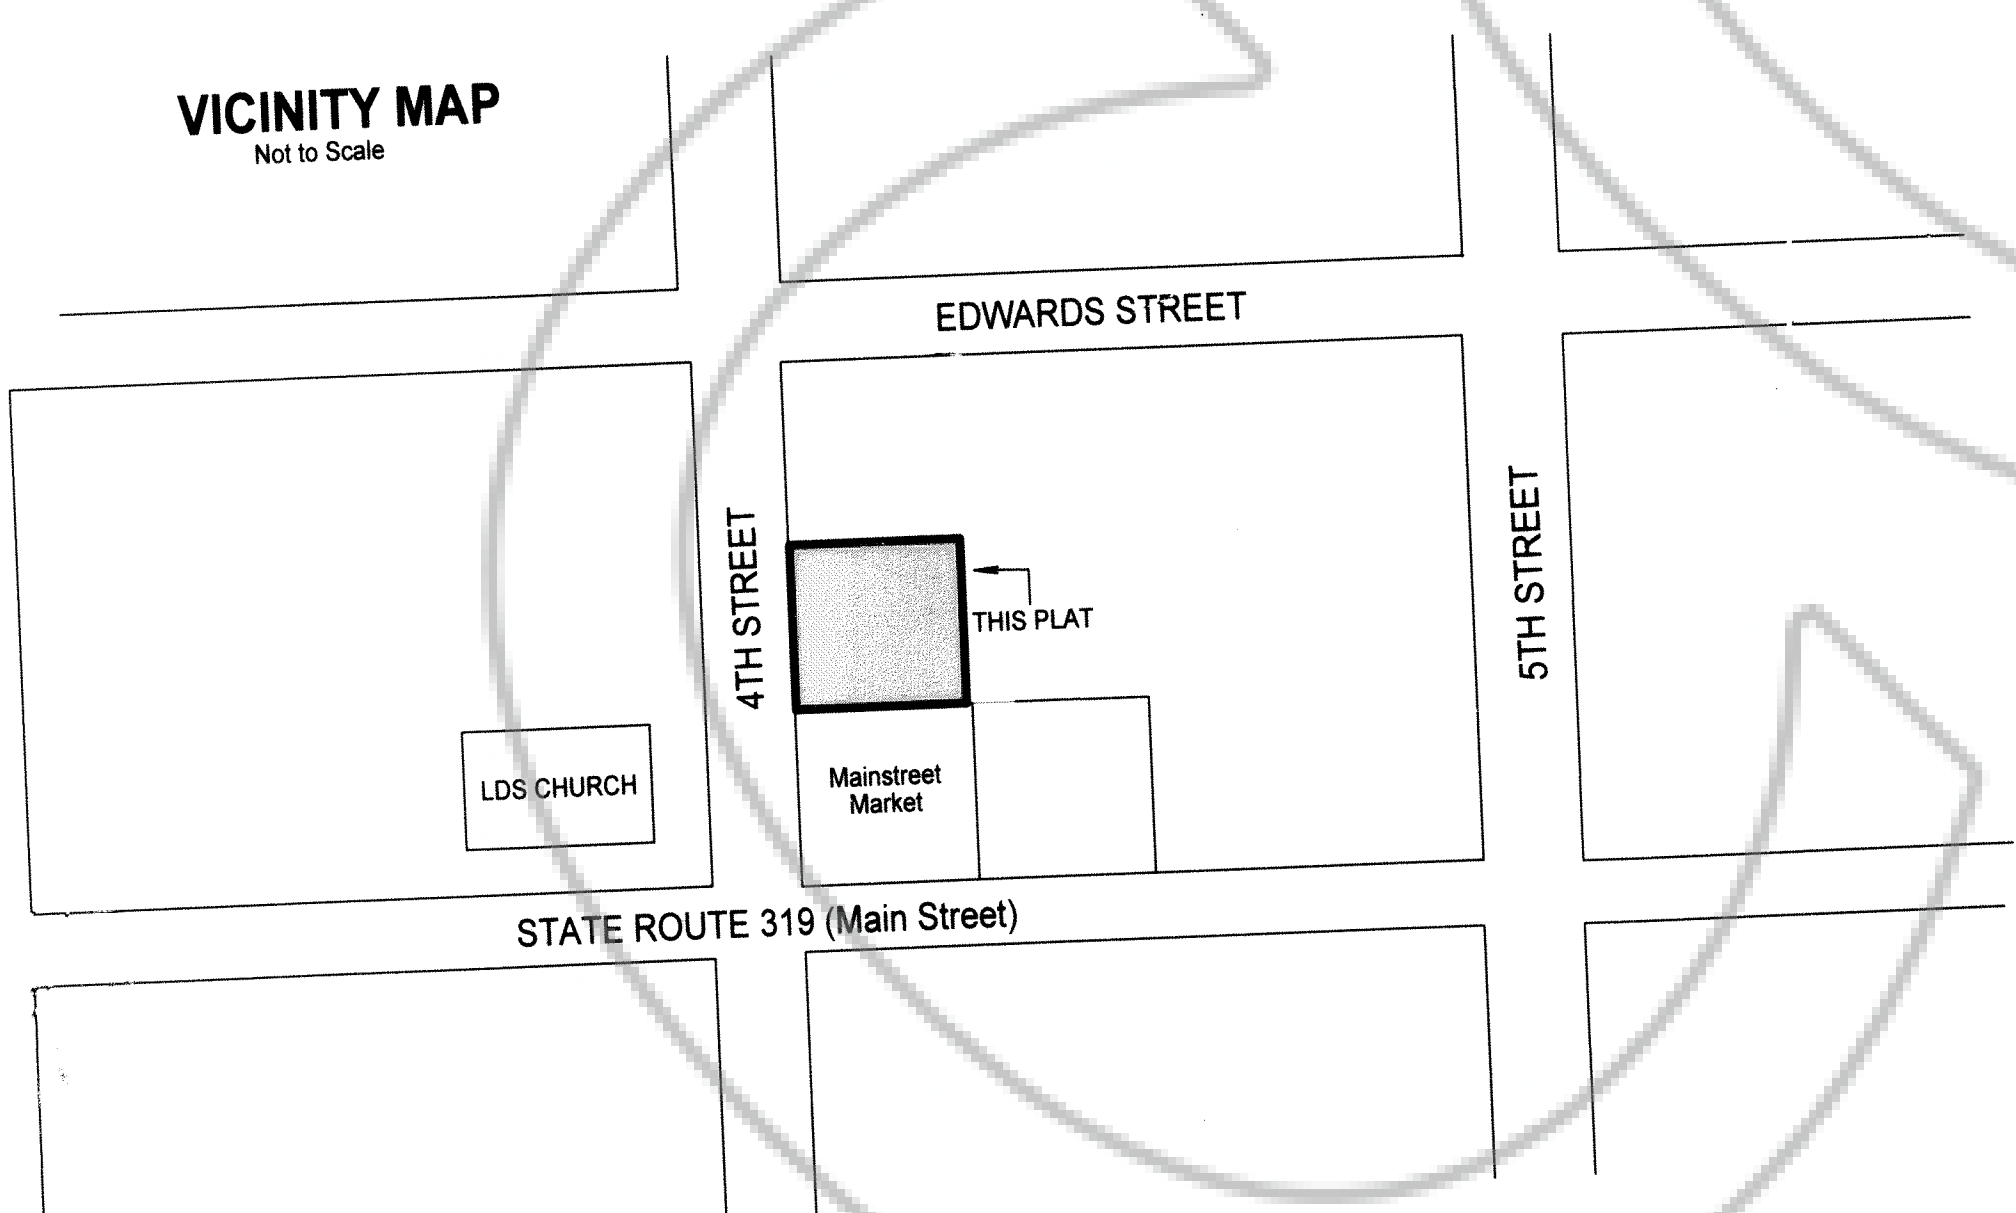 VICINITY MAP
Not to Scale
EDWARDS STREET
4TH STREET
5TH STREET
THIS PLAT
LDS CHURCH
Mainstreet
Market
STATE ROUTE 319 (Main Street)